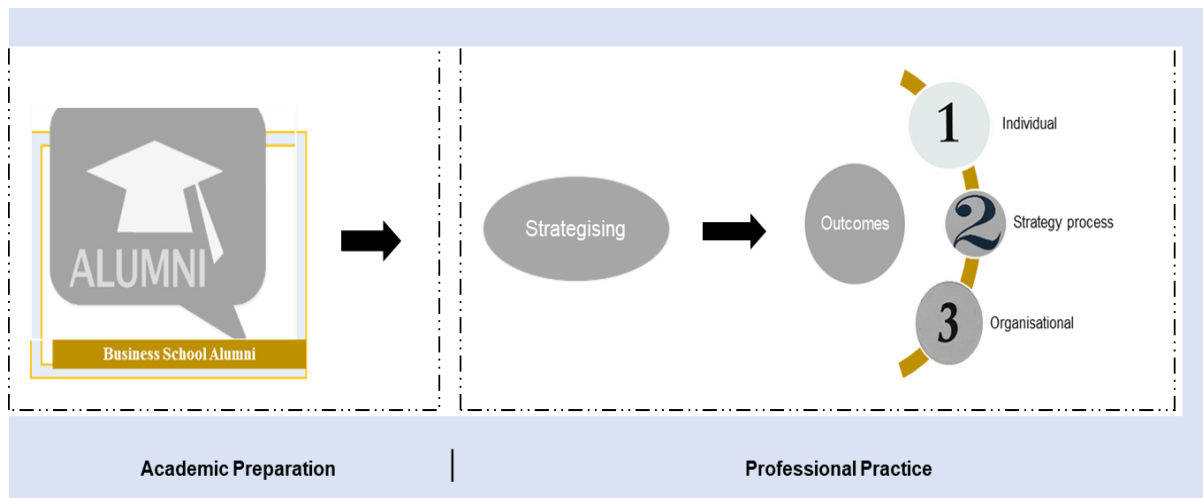 ALUMNI
Business School Alumni
Strategising
Outcomes
1
Individual
2
Strategy process
3
Organisational
Academic Preparation
Professional Practice